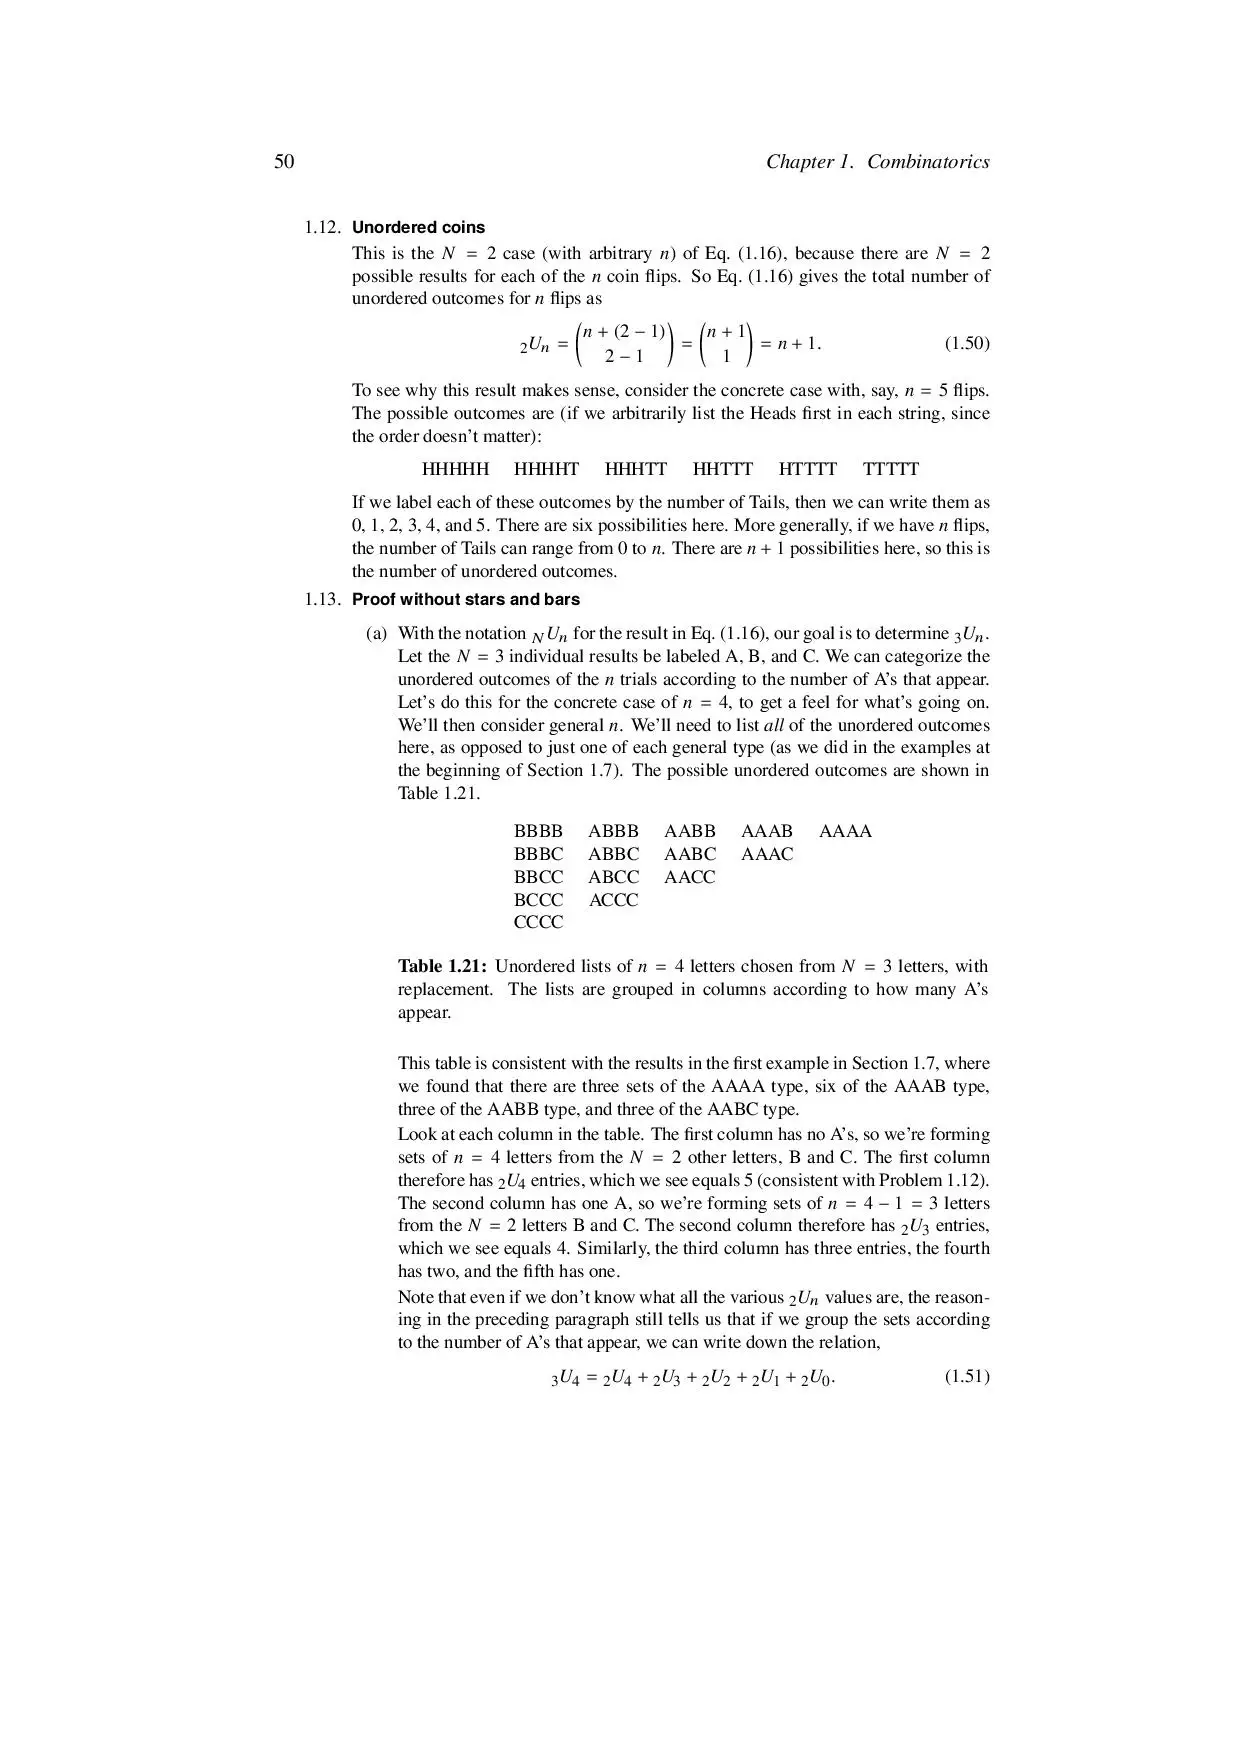 50 Chapter 1. Combinatorics
1.12. Unordered coins
This is the N = 2 case (with arbitrary n) of Eq. (1.16), because there are N = 2
possible results for each of the n coin flips. So Eq. (1.16) gives the total number of
unordered outcomes for n flips as
₂Uₙ = (n + (2 − 1) 2 − 1) = (n + 1 1) = n + 1. (1.50)
To see why this result makes sense, consider the concrete case with, say, n = 5 flips.
The possible outcomes are (if we arbitrarily list the Heads first in each string, since
the order doesn’t matter):
HHHHH HHHHT HHHTT HHTTT HTTTT TTTTT
If we label each of these outcomes by the number of Tails, then we can write them as
0, 1, 2, 3, 4, and 5. There are six possibilities here. More generally, if we have n flips,
the number of Tails can range from 0 to n. There are n + 1 possibilities here, so this is
the number of unordered outcomes.
1.13. Proof without stars and bars
(a) With the notation NUₙ for the result in Eq. (1.16), our goal is to determine ₃Uₙ.
Let the N = 3 individual results be labeled A, B, and C. We can categorize the
unordered outcomes of the n trials according to the number of A’s that appear.
Let’s do this for the concrete case of n = 4, to get a feel for what’s going on.
We’ll then consider general n. We’ll need to list all of the unordered outcomes
here, as opposed to just one of each general type (as we did in the examples at
the beginning of Section 1.7). The possible unordered outcomes are shown in
Table 1.21.
BBBB ABBB AABB AAAB AAAA
BBBC ABBC AABC AAAC
BBCC ABCC AACC
BCCC ACCC
CCCC
Table 1.21: Unordered lists of n = 4 letters chosen from N = 3 letters, with
replacement. The lists are grouped in columns according to how many A’s
appear.
This table is consistent with the results in the first example in Section 1.7, where
we found that there are three sets of the AAAA type, six of the AAAB type,
three of the AABB type, and three of the AABC type.
Look at each column in the table. The first column has no A’s, so we’re forming
sets of n = 4 letters from the N = 2 other letters, B and C. The first column
therefore has ₂U₄ entries, which we see equals 5 (consistent with Problem 1.12).
The second column has one A, so we’re forming sets of n = 4 − 1 = 3 letters
from the N = 2 letters B and C. The second column therefore has ₂U₃ entries,
which we see equals 4. Similarly, the third column has three entries, the fourth
has two, and the fifth has one.
Note that even if we don’t know what all the various ₂Uₙ values are, the reason-
ing in the preceding paragraph still tells us that if we group the sets according
to the number of A’s that appear, we can write down the relation,
₃U₄ = ₂U₄ + ₂U₃ + ₂U₂ + ₂U₁ + ₂U₀. (1.51)